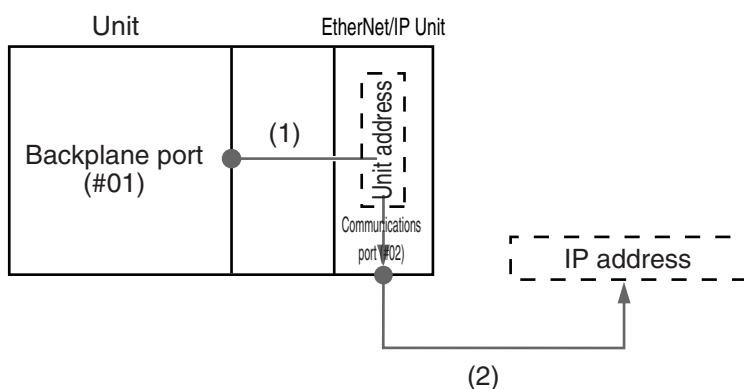 Unit
EtherNet/IP Unit
Unit address
(1)
Backplane port
(#01)
Communications
port (#02)
IP address
(2)